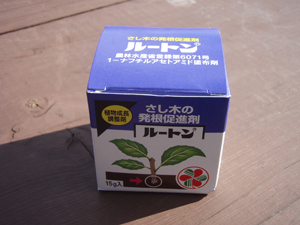 さし木の発根促進剤
ルートン
農林水産省登録第5071号
1-ナフチルアセトアミド塗布剤
植物成長
調整剤
さし木の
発根促進剤
ルートン
15g入